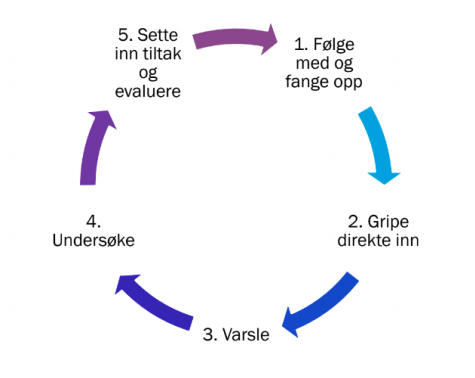 1. Følge
med og
fange opp
2. Gripe
direkte inn
3. Varsle
4.
Undersøke
5. Sette
inn tiltak
og
evaluere